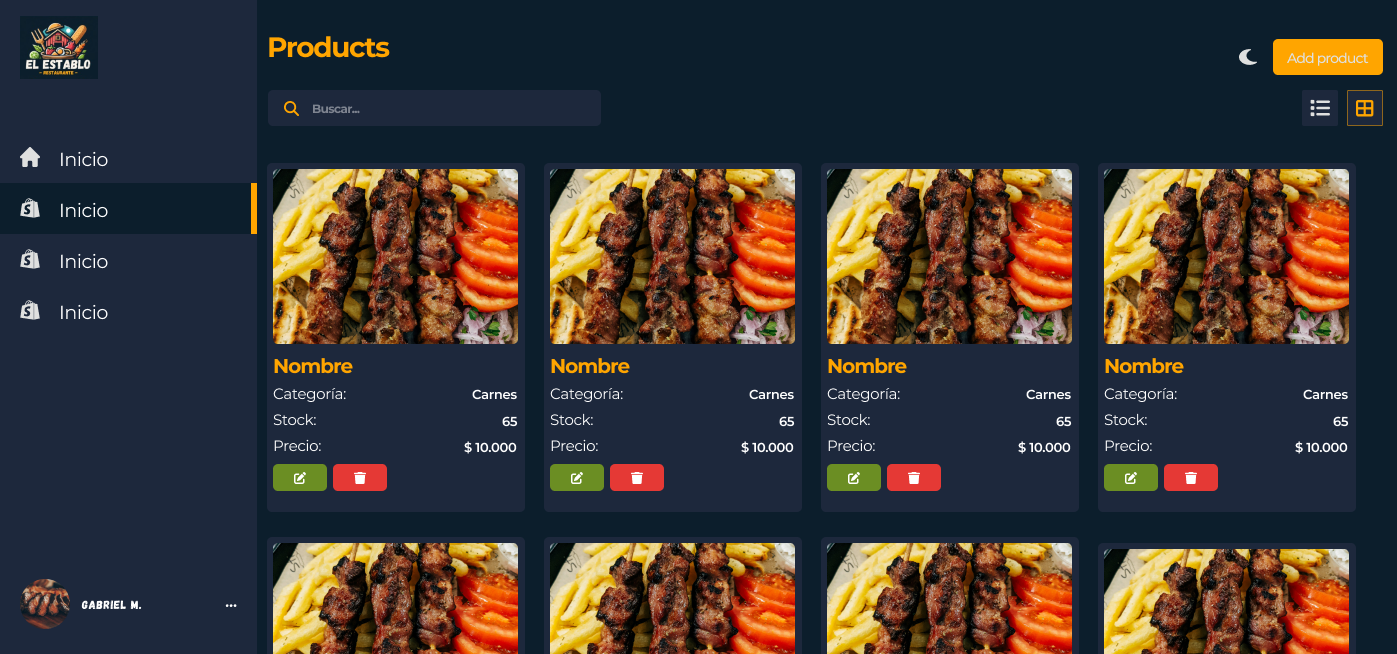 EL ESTABLO
- RESTAURANTE -
Products
Add product
Buscar...
Inicio
Inicio
Inicio
Inicio
Nombre
Categoría: Carnes
Stock: 65
Precio: $ 10.000
Nombre
Categoría: Carnes
Stock: 65
Precio: $ 10.000
Nombre
Categoría: Carnes
Stock: 65
Precio: $ 10.000
Nombre
Categoría: Carnes
Stock: 65
Precio: $ 10.000
GABRIEL M.
...